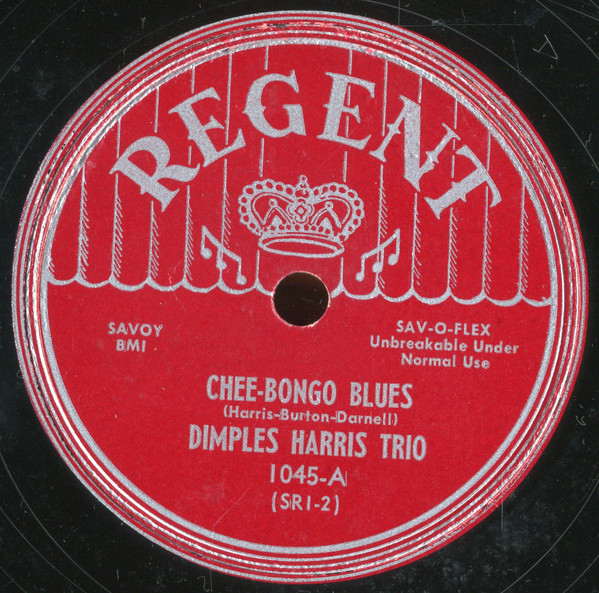 REGENT
SAVOY
BMI
SAV-O-FLEX
Unbreakable Under
Normal Use
CHEE-BONGO BLUES
(Harris-Burton-Darnell)
DIMPLES HARRIS TRIO
1045-A
(SR1-2)